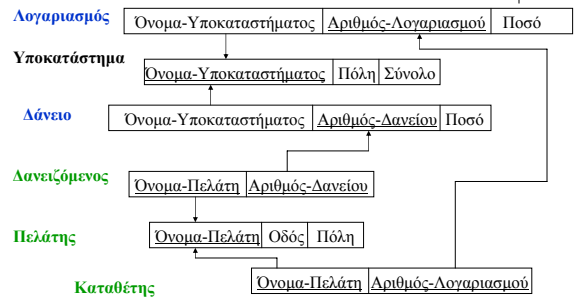 Λογαριασμός Όνομα-Υποκαταστήματος Αριθμός-Λογαριασμού Ποσό
Υποκατάστημα Όνομα-Υποκαταστήματος Πόλη Σύνολο
Δάνειο Όνομα-Υποκαταστήματος Αριθμός-Δανείου Ποσό
Δανειζόμενος Όνομα-Πελάτη Αριθμός-Δανείου
Πελάτης Όνομα-Πελάτη Οδός Πόλη
Καταθέτης Όνομα-Πελάτη Αριθμός-Λογαριασμού